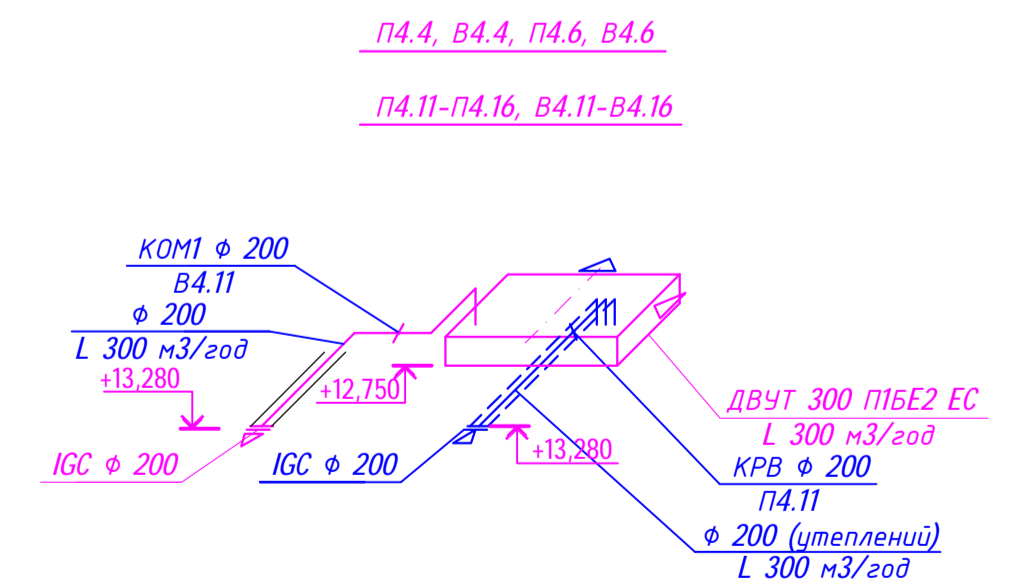 П4.4, В4.4, П4.6, В4.6
П4.11-П4.16, В4.11-В4.16
КОМ1 ф 200
В4.11
ф 200
L 300 м3/год
+13,280
+12,750
IGC ф 200
IGC ф 200
+13,280
ДВУТ 300 П1БЕ2 ЕС
L 300 м3/год
КРВ ф 200
П4.11
ф 200 (утеплений)
L 300 м3/год